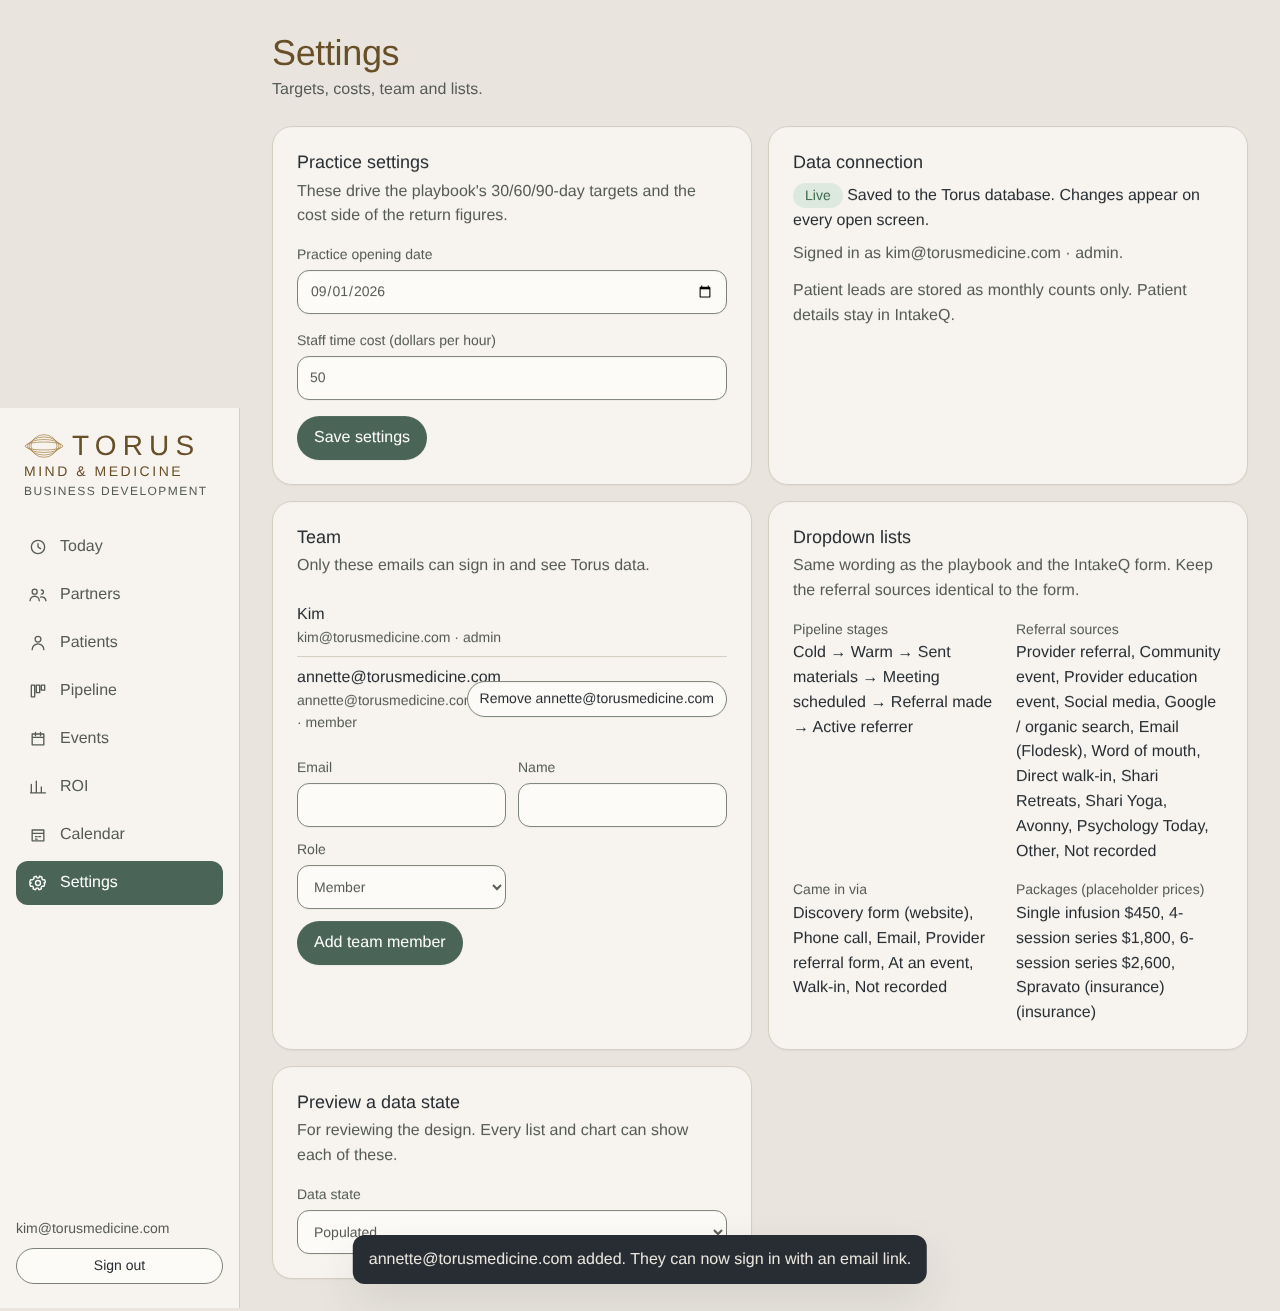 Settings
Targets, costs, team and lists.
Practice settings
These drive the playbook's 30/60/90-day targets and the
cost side of the return figures.
Practice opening date
09/01/2026
Staff time cost (dollars per hour)
50
Save settings
Data connection
Live Saved to the Torus database. Changes appear on
every open screen.
Signed in as kim@torusmedicine.com · admin.
Patient leads are stored as monthly counts only. Patient
details stay in IntakeQ.
TORUS
MIND & MEDICINE
BUSINESS DEVELOPMENT
Today
Partners
Patients
Pipeline
Events
ROI
Calendar
Settings
kim@torusmedicine.com
Sign out
Team
Only these emails can sign in and see Torus data.
Kim
kim@torusmedicine.com · admin
annette@torusmedicine.com
annette@torusmedicine.com
· member
Remove annette@torusmedicine.com
Email
Name
Role
Member
Add team member
Dropdown lists
Same wording as the playbook and the IntakeQ form. Keep
the referral sources identical to the form.
Pipeline stages
Cold → Warm → Sent
materials → Meeting
scheduled → Referral made
→ Active referrer
Referral sources
Provider referral, Community
event, Provider education
event, Social media, Google
/ organic search, Email
(Flodesk), Word of mouth,
Direct walk-in, Shari
Retreats, Shari Yoga,
Avonny, Psychology Today,
Other, Not recorded
Came in via
Discovery form (website),
Phone call, Email, Provider
referral form, At an event,
Walk-in, Not recorded
Packages (placeholder prices)
Single infusion $450, 4-
session series $1,800, 6-
session series $2,600,
Spravato (insurance)
(insurance)
Preview a data state
For reviewing the design. Every list and chart can show
each of these.
Data state
Populated
annette@torusmedicine.com added. They can now sign in with an email link.